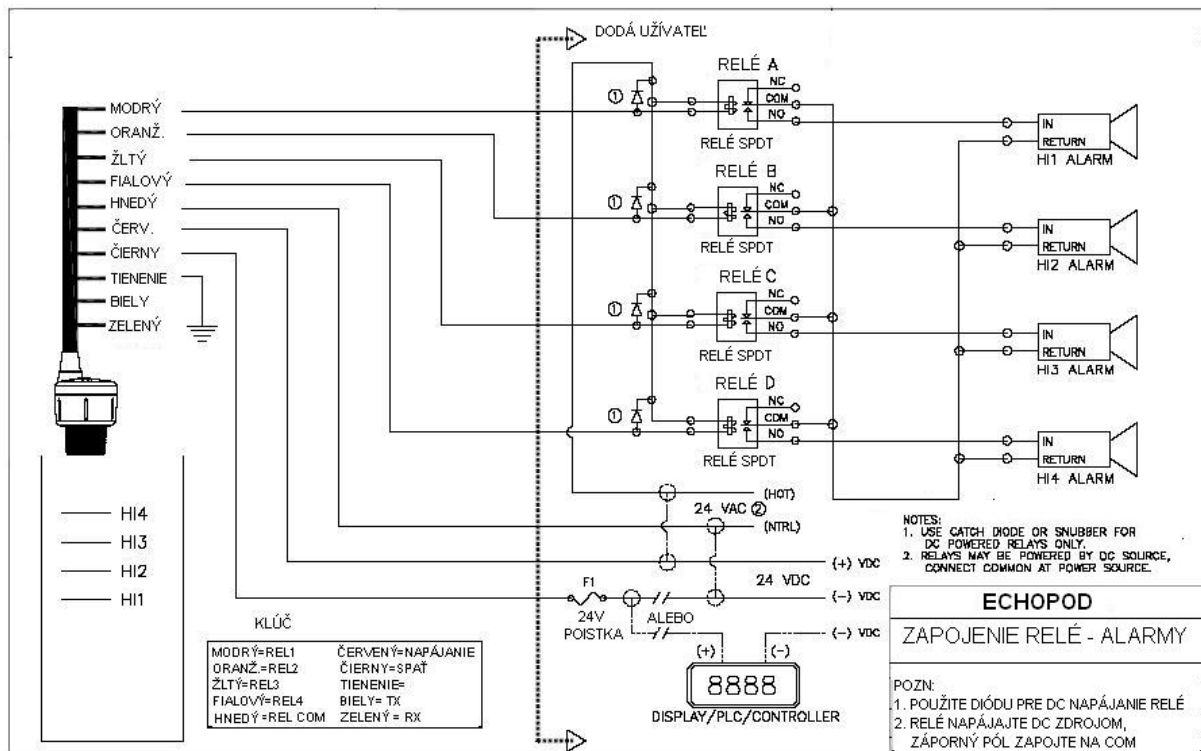 DODÁ UŽÍVATEĽ
MODRÝ
ORANŽ.
ŽLTÝ
FIALOVÝ
HNEDÝ
ČERV.
ČIERNY
TIENENIE
BIELY
ZELENÝ
HI4
HI3
HI2
HI1
RELÉ A
NC
COM
NO
1
RELÉ SPDT
IN
RETURN
HI1 ALARM
RELÉ B
NC
COM
NO
1
RELÉ SPDT
IN
RETURN
HI2 ALARM
RELÉ C
NC
COM
NO
1
RELÉ SPDT
IN
RETURN
HI3 ALARM
RELÉ D
NC
COM
NO
1
RELÉ SPDT
IN
RETURN
HI4 ALARM
(HOT)
24 VAC 2
(NTRL)
(+) VDC
24 VDC
(-) VDC
(-) VDC
F1
24V
POISTKA
ALEBO
(+) (-)
8888
DISPLAY/PLC/CONTROLLER
KLÚČ
MODRÝ=REL1 ČERVENÝ=NAPÁJANIE
ORANŽ.=REL2 ČIERNY=SPAŤ
ŽLTÝ=REL3 TIENENIE=
FIALOVÝ=REL4 BIELY= TX
HNEDÝ=REL COM ZELENÝ = RX
NOTES:
1. USE CATCH DIODE OR SNUBBER FOR
DC POWERED RELAYS ONLY.
2. RELAYS MAY BE POWERED BY DC SOURCE,
CONNECT COMMON AT POWER SOURCE.
ECHOPOD
ZAPOJENIE RELÉ - ALARMY
POZN:
1. POUŽITE DIÓDU PRE DC NAPÁJANIE RELÉ
2. RELÉ NAPÁJAJTE DC ZDROJOM,
ZÁPORNÝ PÓL ZAPOJTE NA COM